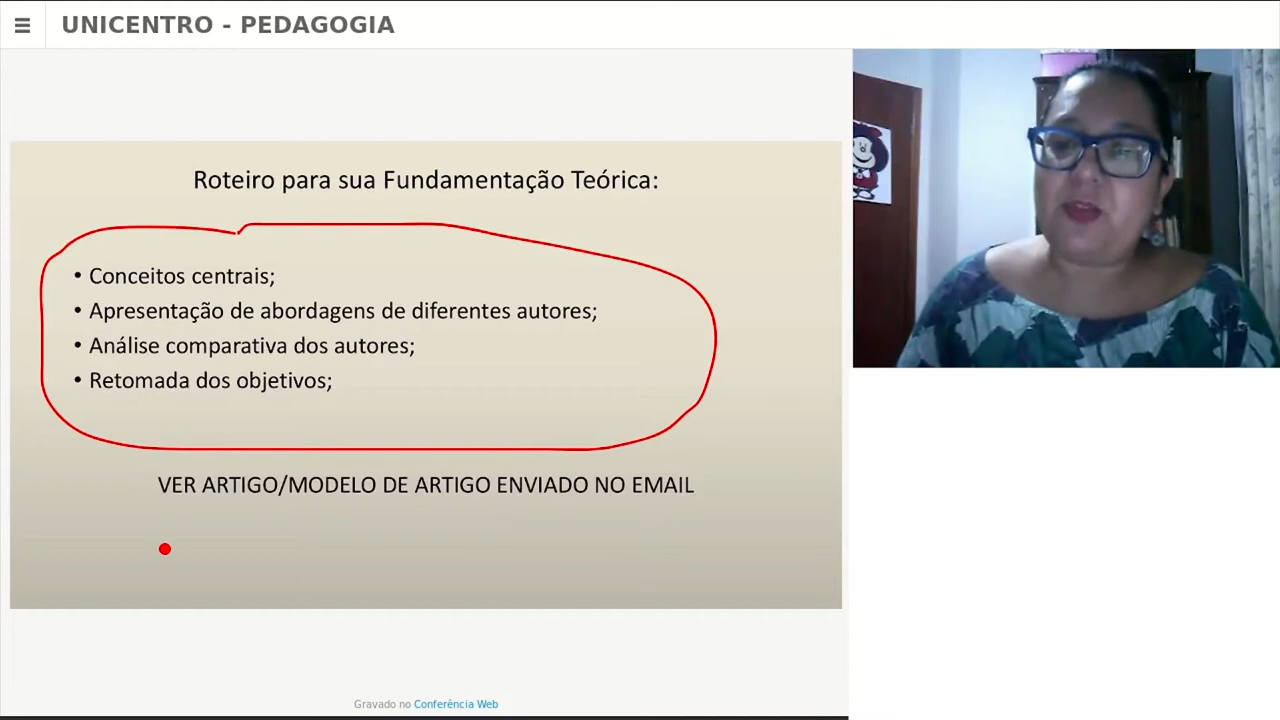 UNICENTRO - PEDAGOGIA
Roteiro para sua Fundamentação Teórica:
• Conceitos centrais;
• Apresentação de abordagens de diferentes autores;
• Análise comparativa dos autores;
• Retomada dos objetivos;
VER ARTIGO/MODELO DE ARTIGO ENVIADO NO EMAIL
Gravado no Conferência Web